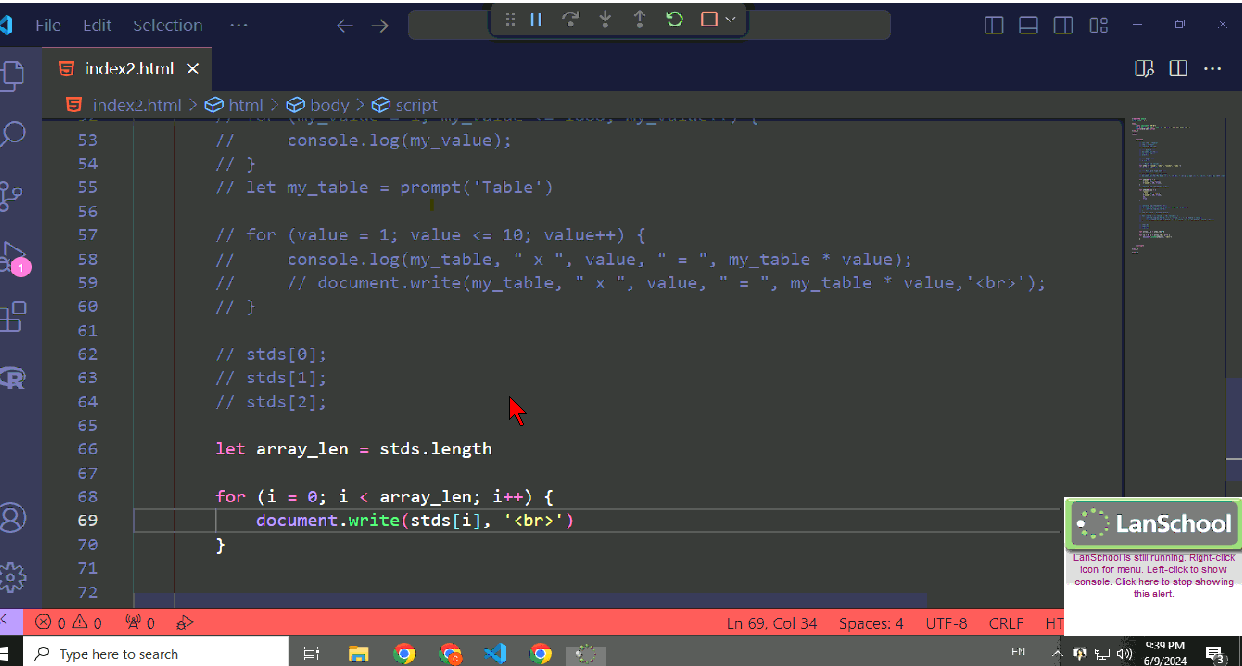 File Edit Selection ···
index2.html
index2.html > html > body > script
53 // console.log(my_value);
54 // }
55 // let my_table = prompt('Table')
56
57 // for (value = 1; value <= 10; value++) {
58 // console.log(my_table, " x ", value, " = ", my_table * value);
59 // // document.write(my_table, " x ", value, " = ", my_table * value,'<br>');
60 // }
61
62 // stds[0];
63 // stds[1];
64 // stds[2];
65
66 let array_len = stds.length
67
68 for (i = 0; i < array_len; i++) {
69 document.write(stds[i], '<br>')
70 }
71
72
1
R
LanSchool
LanSchool is still running. Right-click
icon for menu. Left-click to show
console. Click here to stop showing
this alert.
0 0 0 Ln 69, Col 34 Spaces: 4 UTF-8 CRLF HT
Type here to search
9:39 PM
6/9/2024
3